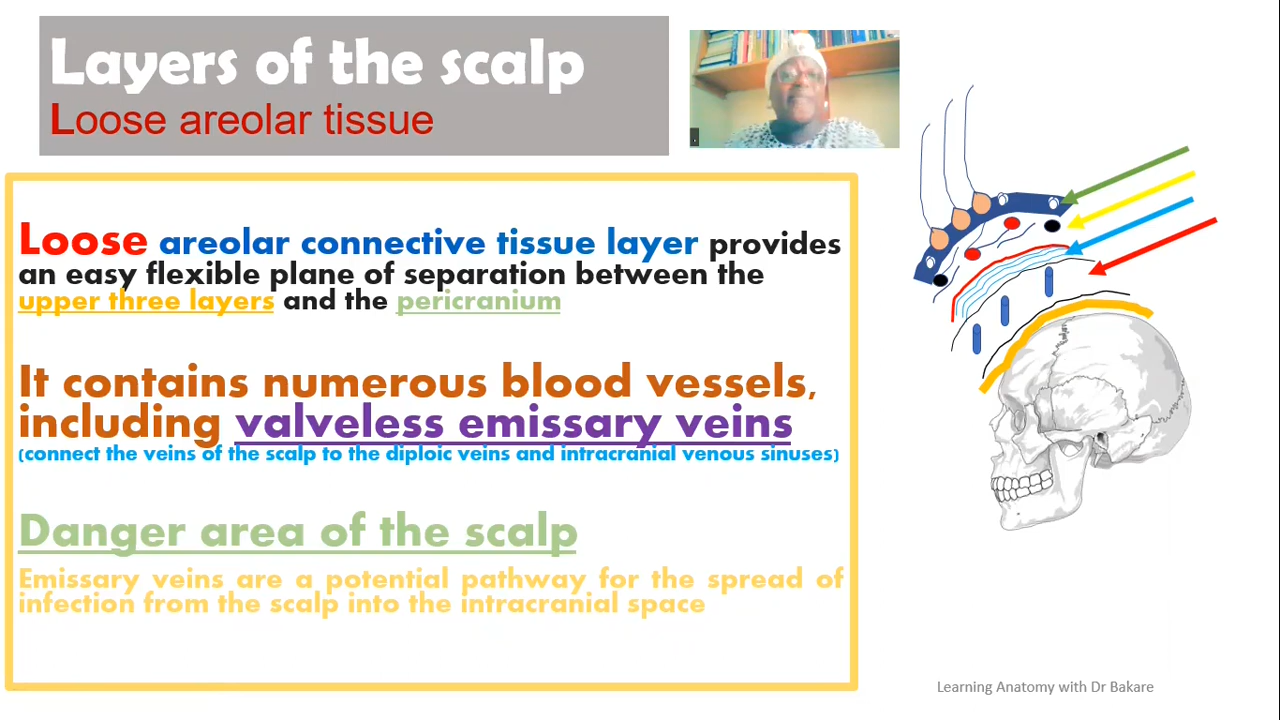 Layers of the scalp
Loose areolar tissue
Loose areolar connective tissue layer provides
an easy flexible plane of separation between the
upper three layers and the pericranium
It contains numerous blood vessels,
including valveless emissary veins
(connect the veins of the scalp to the diploic veins and intracranial venous sinuses)
Danger area of the scalp
Emissary veins are a potential pathway for the spread of
infection from the scalp into the intracranial space
Learning Anatomy with Dr Bakare